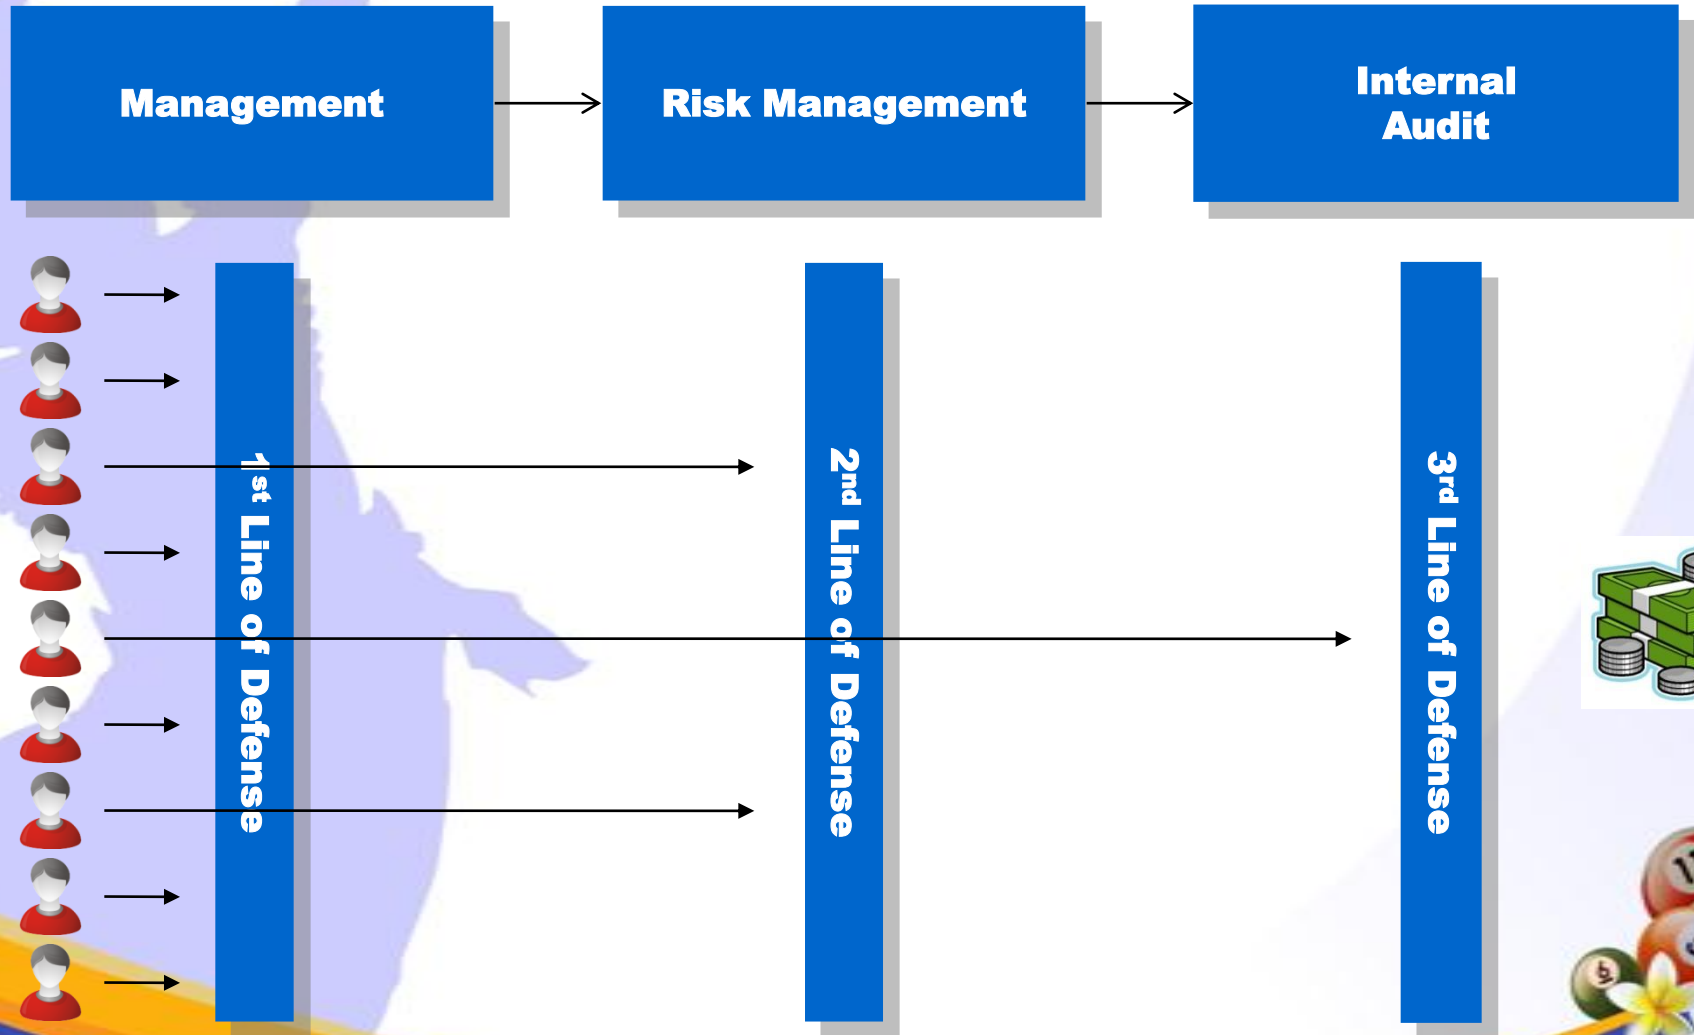 Management
Risk Management
Internal
Audit
1st Line of Defense
2nd Line of Defense
3rd Line of Defense